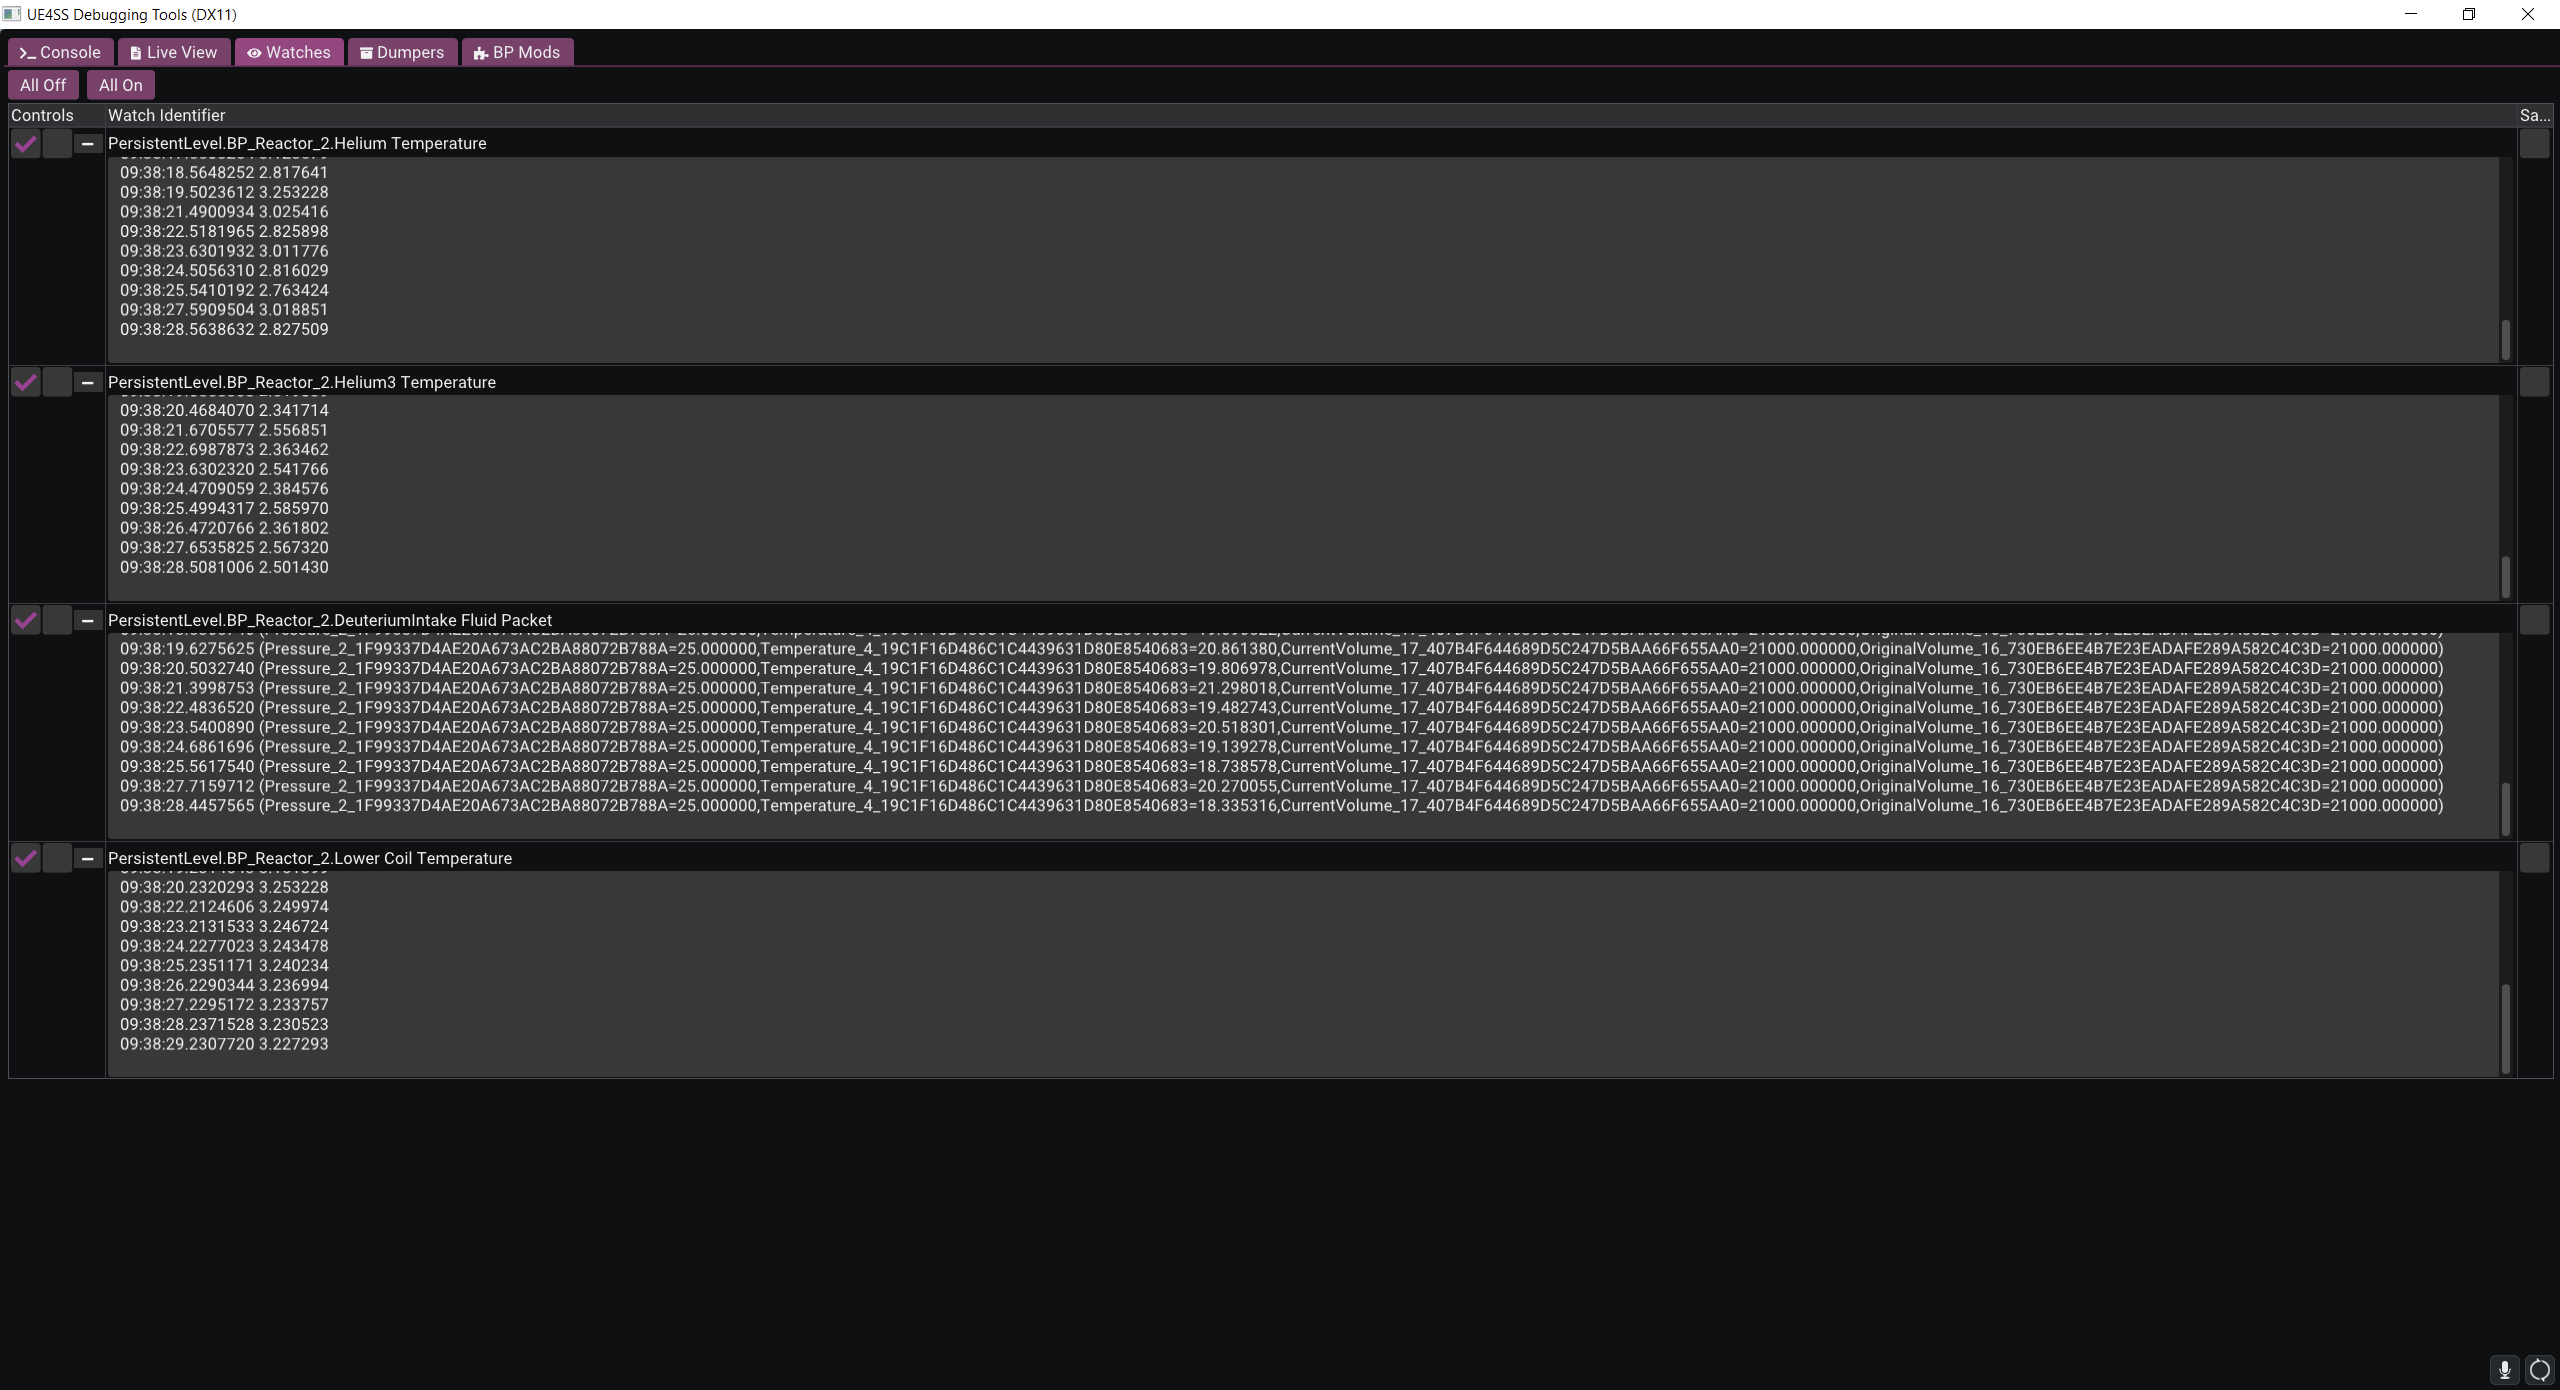 UE4SS Debugging Tools (DX11)
Console Live View Watches Dumpers BP Mods
All Off All On
Controls Watch Identifier Sa...
PersistentLevel.BP_Reactor_2.Helium Temperature
09:38:18.5648252 2.817641
09:38:19.5023612 3.253228
09:38:21.4900934 3.025416
09:38:22.5181965 2.825898
09:38:23.6301932 3.011776
09:38:24.5056310 2.816029
09:38:25.5410192 2.763424
09:38:27.5909504 3.018851
09:38:28.5638632 2.827509
PersistentLevel.BP_Reactor_2.Helium3 Temperature
09:38:20.4684070 2.341714
09:38:21.6705577 2.556851
09:38:22.6987873 2.363462
09:38:23.6302320 2.541766
09:38:24.4709059 2.384576
09:38:25.4994317 2.585970
09:38:26.4720766 2.361802
09:38:27.6535825 2.567320
09:38:28.5081006 2.501430
PersistentLevel.BP_Reactor_2.DeuteriumIntake Fluid Packet
09:38:19.6275625 (Pressure_2_1F99337D4AE20A673AC2BA88072B788A=25.000000,Temperature_4_19C1F16D486C1C4439631D80E8540683=20.861380,CurrentVolume_17_407B4F644689D5C247D5BAA66F655AA0=21000.000000,OriginalVolume_16_730EB6EE4B7E23EADAFE289A582C4C3D=21000.000000)
09:38:20.5032740 (Pressure_2_1F99337D4AE20A673AC2BA88072B788A=25.000000,Temperature_4_19C1F16D486C1C4439631D80E8540683=19.806978,CurrentVolume_17_407B4F644689D5C247D5BAA66F655AA0=21000.000000,OriginalVolume_16_730EB6EE4B7E23EADAFE289A582C4C3D=21000.000000)
09:38:21.3998753 (Pressure_2_1F99337D4AE20A673AC2BA88072B788A=25.000000,Temperature_4_19C1F16D486C1C4439631D80E8540683=21.298018,CurrentVolume_17_407B4F644689D5C247D5BAA66F655AA0=21000.000000,OriginalVolume_16_730EB6EE4B7E23EADAFE289A582C4C3D=21000.000000)
09:38:22.4836520 (Pressure_2_1F99337D4AE20A673AC2BA88072B788A=25.000000,Temperature_4_19C1F16D486C1C4439631D80E8540683=19.482743,CurrentVolume_17_407B4F644689D5C247D5BAA66F655AA0=21000.000000,OriginalVolume_16_730EB6EE4B7E23EADAFE289A582C4C3D=21000.000000)
09:38:23.5400890 (Pressure_2_1F99337D4AE20A673AC2BA88072B788A=25.000000,Temperature_4_19C1F16D486C1C4439631D80E8540683=20.518301,CurrentVolume_17_407B4F644689D5C247D5BAA66F655AA0=21000.000000,OriginalVolume_16_730EB6EE4B7E23EADAFE289A582C4C3D=21000.000000)
09:38:24.6861696 (Pressure_2_1F99337D4AE20A673AC2BA88072B788A=25.000000,Temperature_4_19C1F16D486C1C4439631D80E8540683=19.139278,CurrentVolume_17_407B4F644689D5C247D5BAA66F655AA0=21000.000000,OriginalVolume_16_730EB6EE4B7E23EADAFE289A582C4C3D=21000.000000)
09:38:25.5617540 (Pressure_2_1F99337D4AE20A673AC2BA88072B788A=25.000000,Temperature_4_19C1F16D486C1C4439631D80E8540683=18.738578,CurrentVolume_17_407B4F644689D5C247D5BAA66F655AA0=21000.000000,OriginalVolume_16_730EB6EE4B7E23EADAFE289A582C4C3D=21000.000000)
09:38:27.7159712 (Pressure_2_1F99337D4AE20A673AC2BA88072B788A=25.000000,Temperature_4_19C1F16D486C1C4439631D80E8540683=20.270055,CurrentVolume_17_407B4F644689D5C247D5BAA66F655AA0=21000.000000,OriginalVolume_16_730EB6EE4B7E23EADAFE289A582C4C3D=21000.000000)
09:38:28.4457565 (Pressure_2_1F99337D4AE20A673AC2BA88072B788A=25.000000,Temperature_4_19C1F16D486C1C4439631D80E8540683=18.335316,CurrentVolume_17_407B4F644689D5C247D5BAA66F655AA0=21000.000000,OriginalVolume_16_730EB6EE4B7E23EADAFE289A582C4C3D=21000.000000)
PersistentLevel.BP_Reactor_2.Lower Coil Temperature
09:38:20.2320293 3.253228
09:38:22.2124606 3.249974
09:38:23.2131533 3.246724
09:38:24.2277023 3.243478
09:38:25.2351171 3.240234
09:38:26.2290344 3.236994
09:38:27.2295172 3.233757
09:38:28.2371528 3.230523
09:38:29.2307720 3.227293